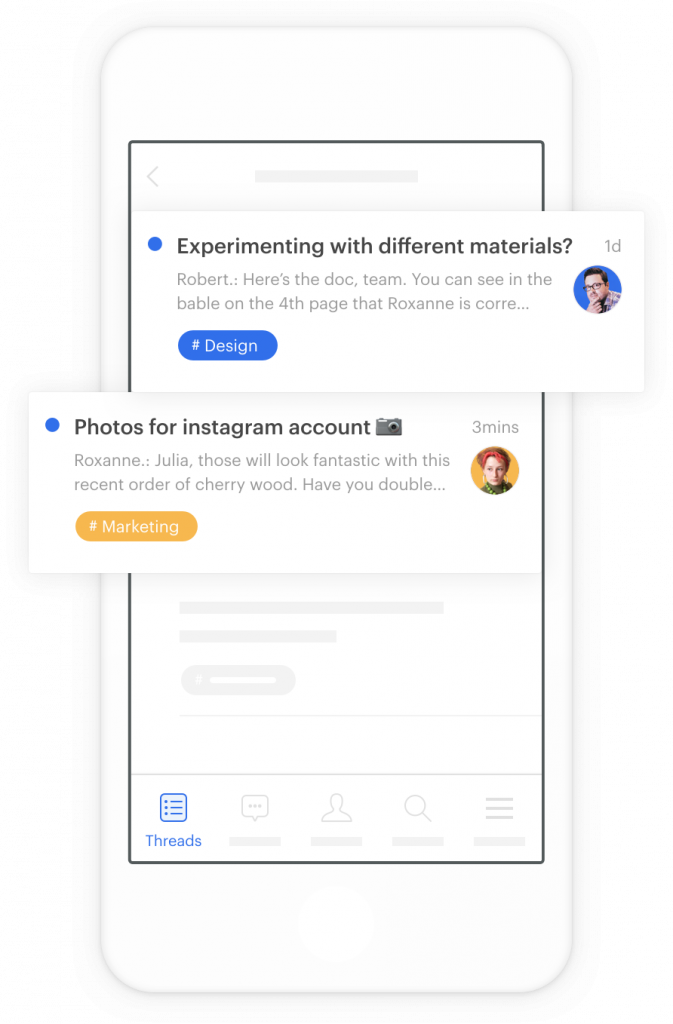 Experimenting with different materials? 1d
Robert.: Here's the doc, team. You can see in the
bable on the 4th page that Roxanne is corre...
# Design
Photos for instagram account 3mins
Roxanne.: Julia, those will look fantastic with this
recent order of cherry wood. Have you double...
# Marketing
#
Threads